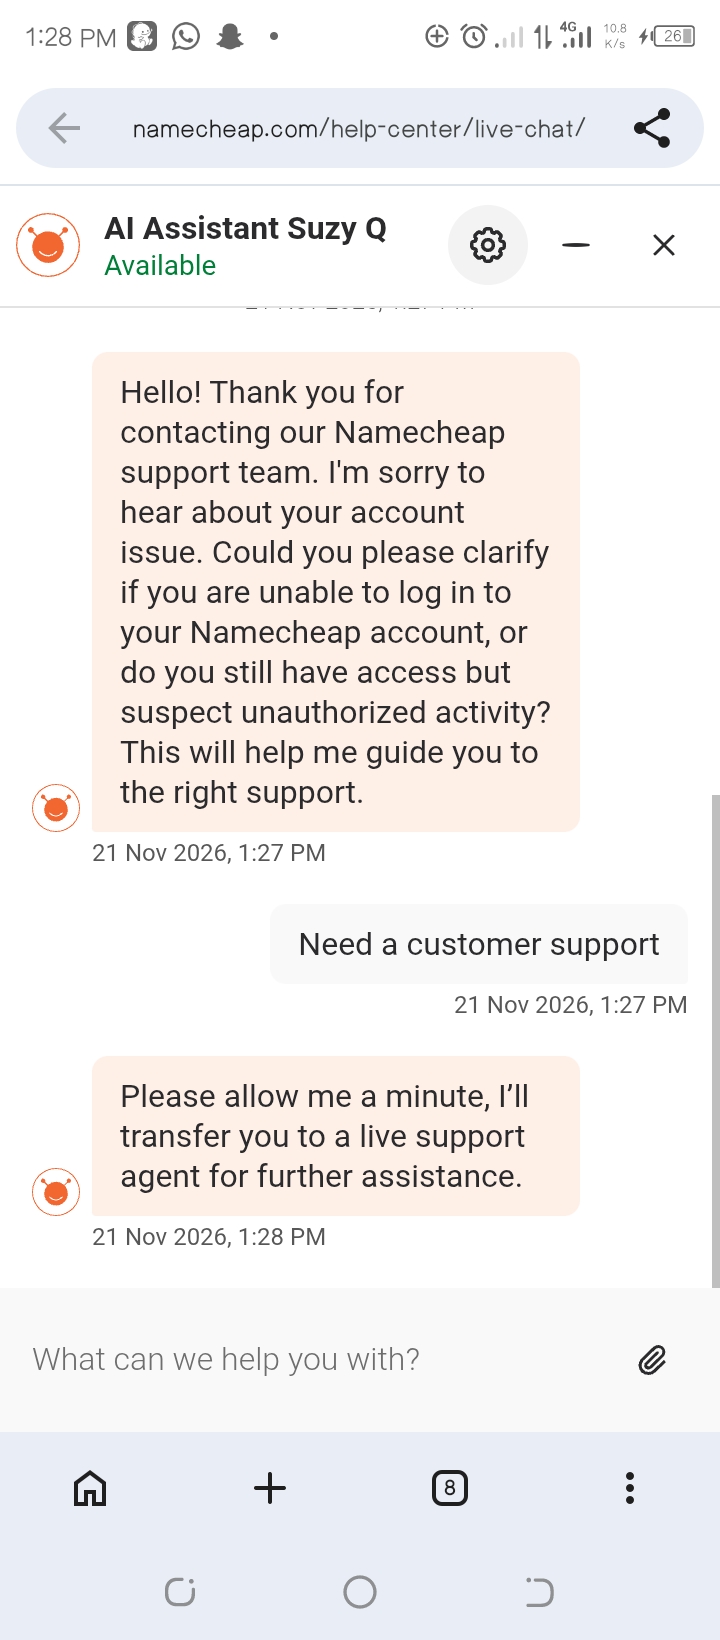 1:28 PM
4G
10.8
K/s
26
namecheap.com/help-center/live-chat/
AI Assistant Suzy Q
Available
Hello! Thank you for
contacting our Namecheap
support team. I'm sorry to
hear about your account
issue. Could you please clarify
if you are unable to log in to
your Namecheap account, or
do you still have access but
suspect unauthorized activity?
This will help me guide you to
the right support.
21 Nov 2026, 1:27 PM
Need a customer support
21 Nov 2026, 1:27 PM
Please allow me a minute, I’ll
transfer you to a live support
agent for further assistance.
21 Nov 2026, 1:28 PM
What can we help you with?
8